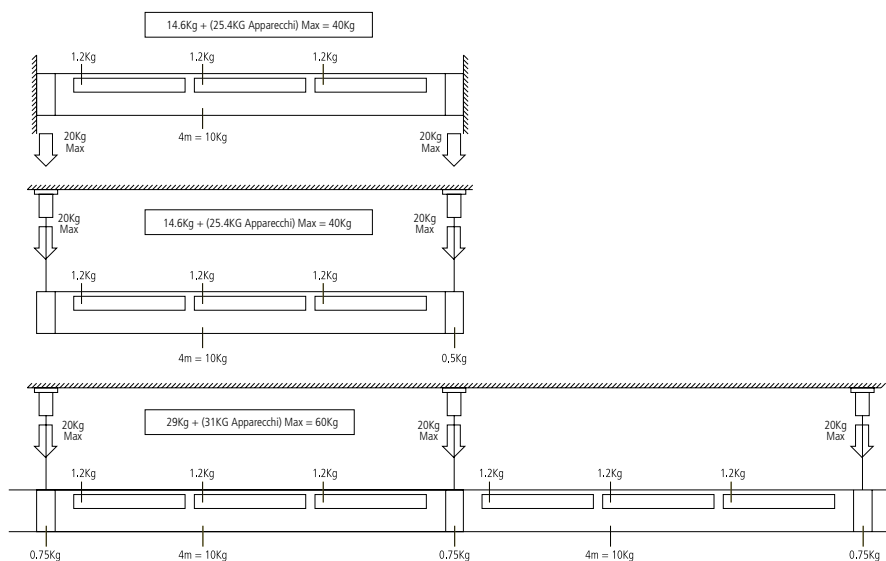 14.6Kg + (25.4KG Apparecchi) Max = 40Kg
1.2Kg 1.2Kg 1.2Kg
20Kg
Max
4m = 10Kg
20Kg
Max
20Kg
Max
14.6Kg + (25.4KG Apparecchi) Max = 40Kg
20Kg
Max
1.2Kg 1.2Kg 1.2Kg
4m = 10Kg 0.5Kg
20Kg
Max
29Kg + (31KG Apparecchi) Max = 60Kg
20Kg
Max
20Kg
Max
1.2Kg 1.2Kg 1.2Kg 1.2Kg 1.2Kg 1.2Kg
0.75Kg 4m = 10Kg 0.75Kg 4m = 10Kg 0.75Kg